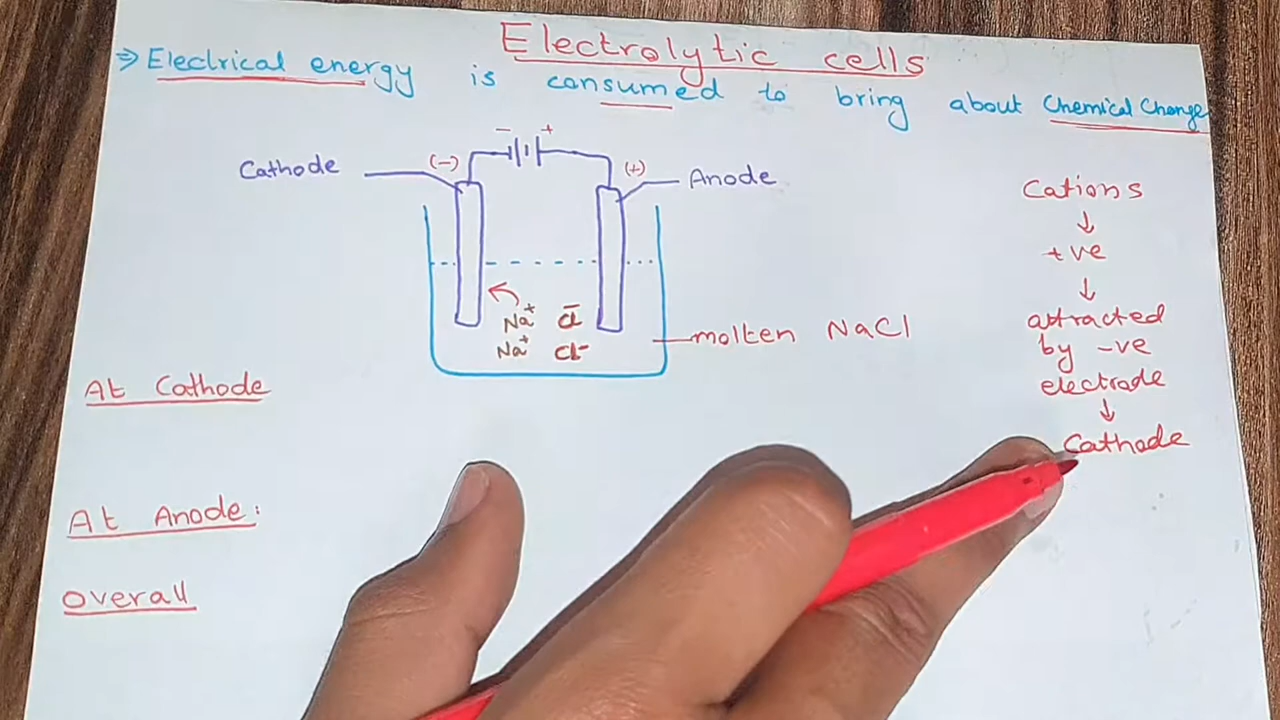 Electrolytic cells
⇒ Electrical energy is consumed to bring about Chemical Change
− +
Cathode (−) (+) Anode
Na⁺ Cl⁻
Na⁺ Cl⁻
molten NaCl
Cations
↓
+ve
↓
attracted
by -ve
electrode
↓
Cathode
At Cathode
At Anode:
Overall